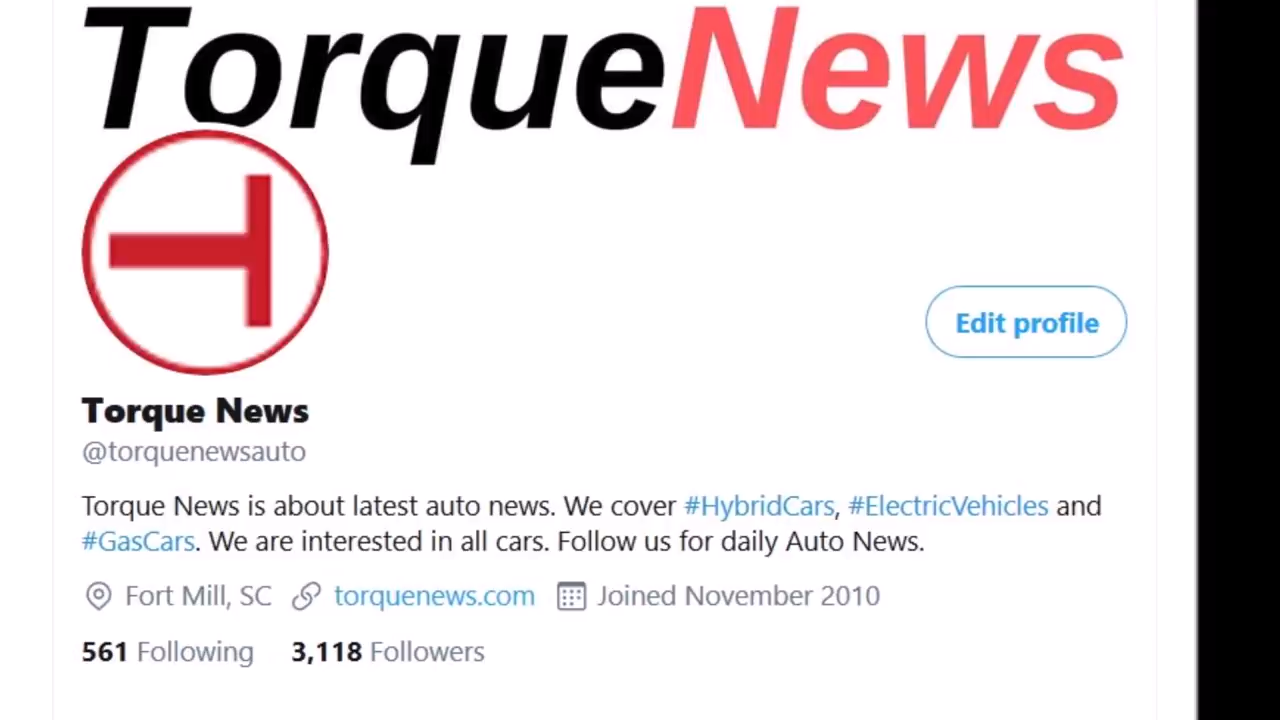 TorqueNews
T
Edit profile
Torque News
@torquenewsauto
Torque News is about latest auto news. We cover #HybridCars, #ElectricVehicles and
#GasCars. We are interested in all cars. Follow us for daily Auto News.
Fort Mill, SC torquenews.com Joined November 2010
561 Following 3,118 Followers